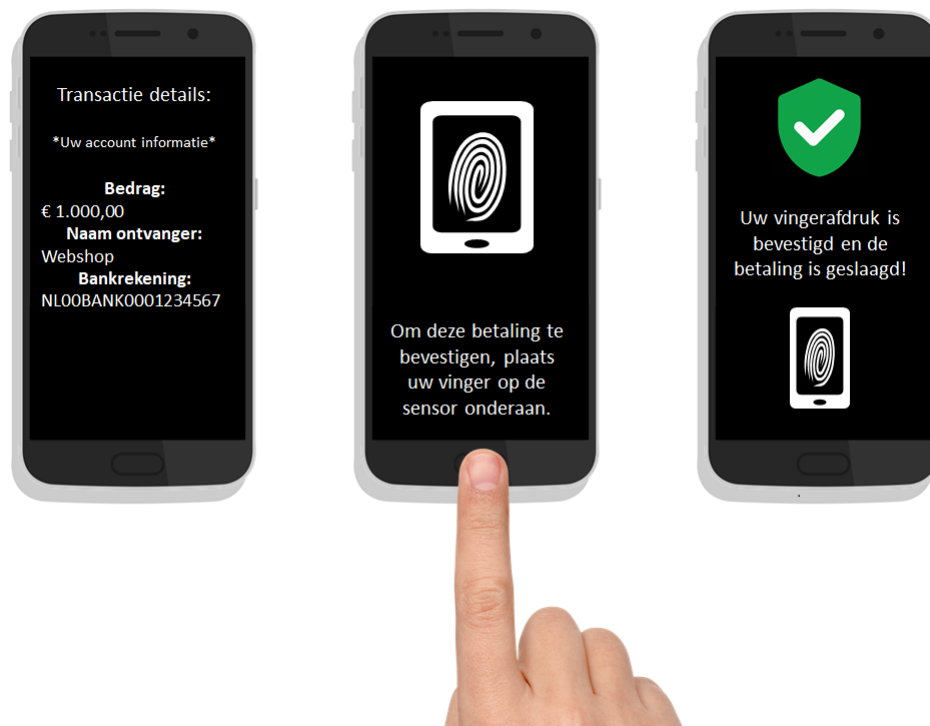 Transactie details:
*Uw account informatie*
Bedrag:
€ 1.000,00
Naam ontvanger:
Webshop
Bankrekening:
NL00BANK0001234567
Om deze betaling te
bevestigen, plaats
uw vinger op de
sensor onderaan.
Uw vingerafdruk is
bevestigd en de
betaling is geslaagd!